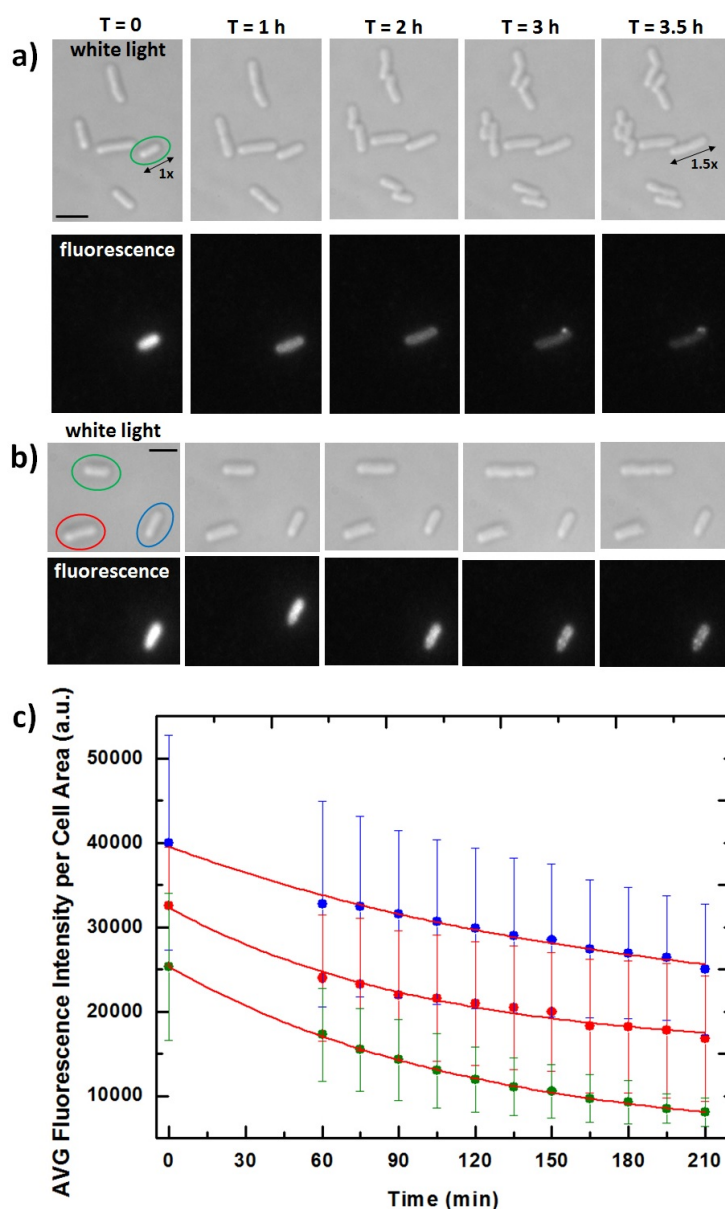 T = 0 T = 1 h T = 2 h T = 3 h T = 3.5 h
a) white light
1x 1.5x
fluorescence
white light
b)
fluorescence
c)
AVG Fluorescence Intensity per Cell Area (a.u.)
50000
40000
30000
20000
10000
0 30 60 90 120 150 180 210
Time (min)